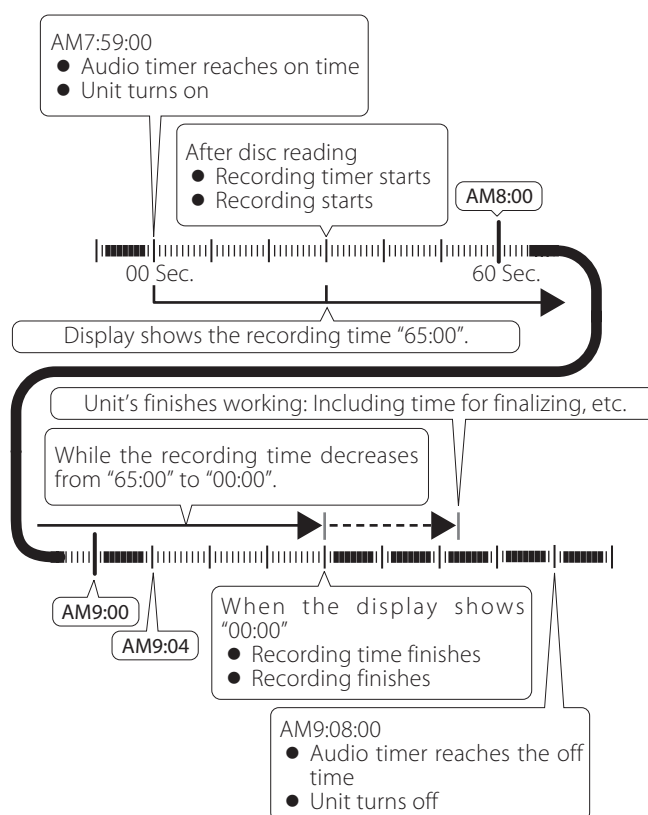 AM7:59:00
● Audio timer reaches on time
● Unit turns on
After disc reading
● Recording timer starts
● Recording starts
AM8:00
00 Sec.
60 Sec.
Display shows the recording time “65:00”.
Unit’s finishes working: Including time for finalizing, etc.
While the recording time decreases
from “65:00” to “00:00”.
AM9:00
AM9:04
When the display shows
“00:00”
● Recording time finishes
● Recording finishes
AM9:08:00
● Audio timer reaches the off
time
● Unit turns off